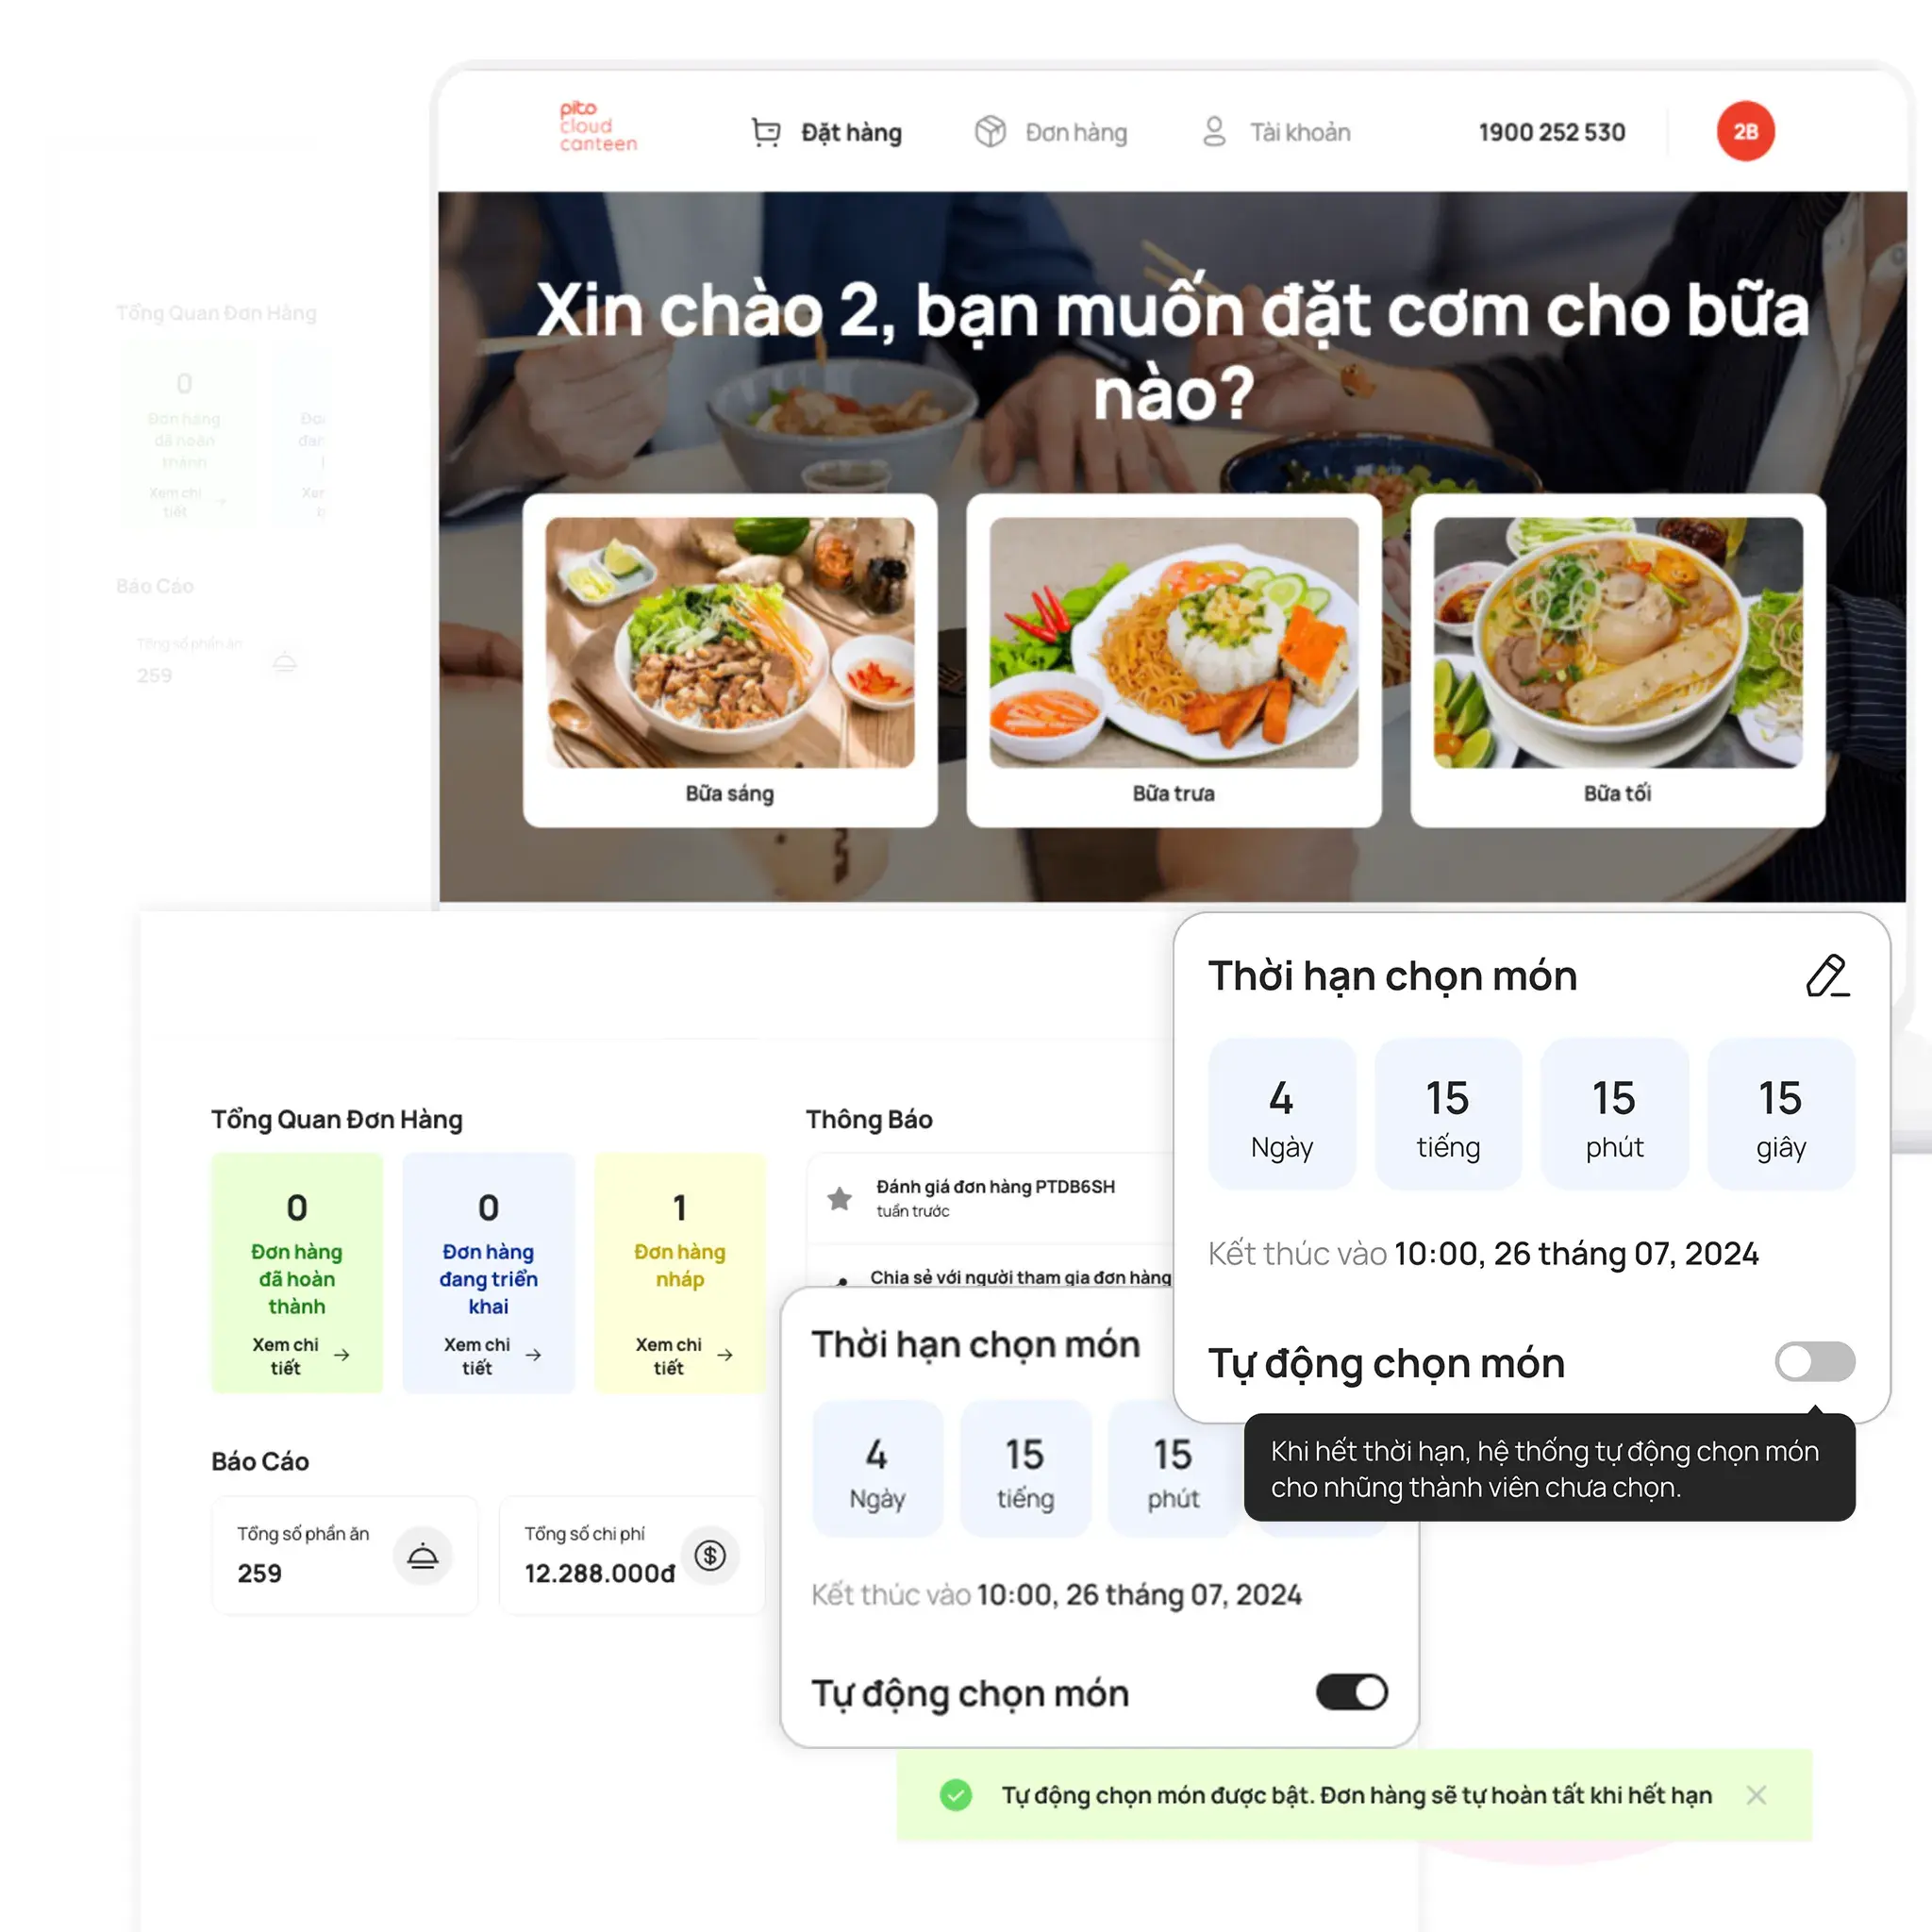 pito
cloud
canteen
Đặt hàng
Đơn hàng
Tài khoản
1900 252 530
2B
Xin chào 2, bạn muốn đặt cơm cho bữa
nào?
Bữa sáng
Bữa trưa
Bữa tối
Tổng Quan Đơn Hàng
0
Đơn hàng
đã hoàn
thành
Xem chi
tiết
Báo Cáo
Tổng số phần ăn
259
Thời hạn chọn món
4
Ngày
15
tiếng
15
phút
15
giây
Kết thúc vào 10:00, 26 tháng 07, 2024
Tự động chọn món
Khi hết thời hạn, hệ thống tự động chọn món
cho những thành viên chưa chọn.
Tổng Quan Đơn Hàng
0
Đơn hàng
đã hoàn
thành
Xem chi
tiết
0
Đơn hàng
đang triển
khai
Xem chi
tiết
1
Đơn hàng
nháp
Xem chi
tiết
Thông Báo
Đánh giá đơn hàng PTDB6SH
tuần trước
Chia sẻ với người tham gia đơn hàng
Báo Cáo
Tổng số phần ăn
259
Tổng số chi phí
12.288.000đ
Thời hạn chọn món
4
Ngày
15
tiếng
15
phút
Kết thúc vào 10:00, 26 tháng 07, 2024
Tự động chọn món
Tự động chọn món được bật. Đơn hàng sẽ tự hoàn tất khi hết hạn